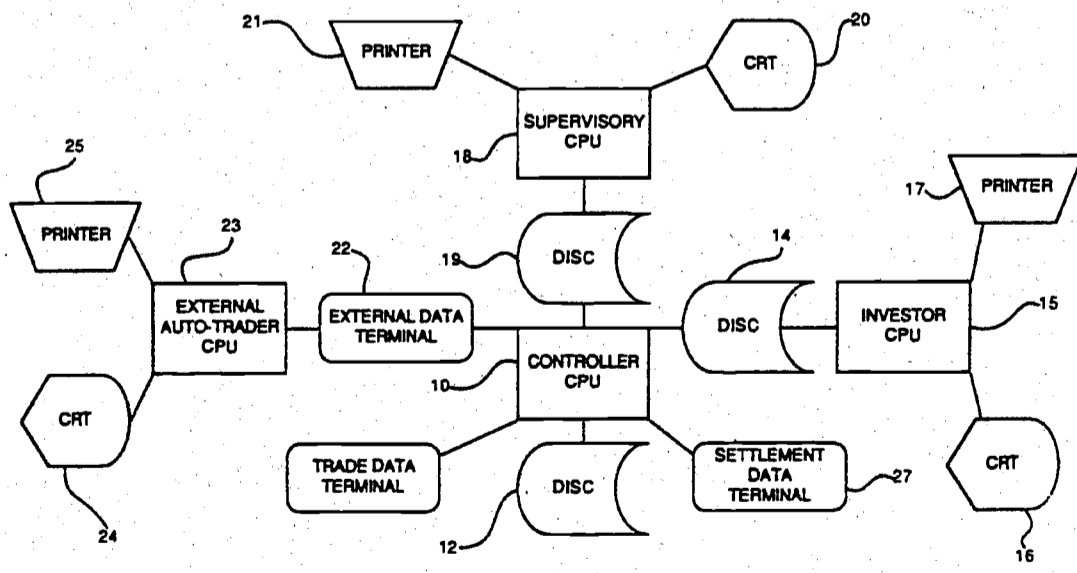 21
PRINTER
20
CRT
SUPERVISORY
CPU
18
25
PRINTER
17
PRINTER
23
22
19
DISC
14
EXTERNAL
AUTO-TRADER
CPU
EXTERNAL DATA
TERMINAL
DISC
INVESTOR
CPU
15
10
CONTROLLER
CPU
CRT
24
TRADE DATA
TERMINAL
12
DISC
SETTLEMENT
DATA
TERMINAL
27
CRT
16